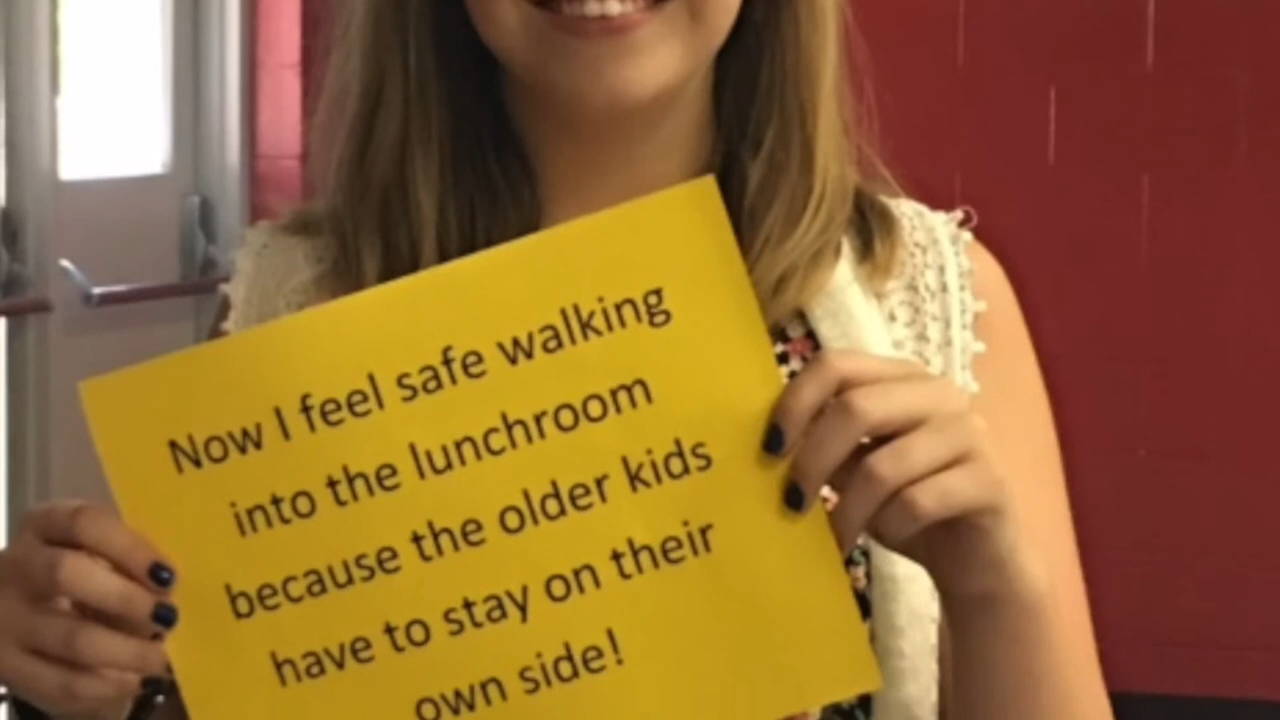 Now I feel safe walking
into the lunchroom
because the older kids
have to stay on their
own side!